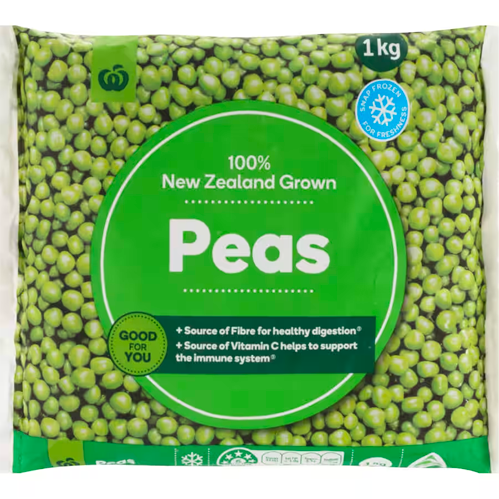 1kg
SNAP FROZEN
FOR FRESHNESS
100%
New Zealand Grown
Peas
GOOD
FOR
YOU
+ Source of Fibre for healthy digestion®
+ Source of Vitamin C helps to support
the immune system®
Peas